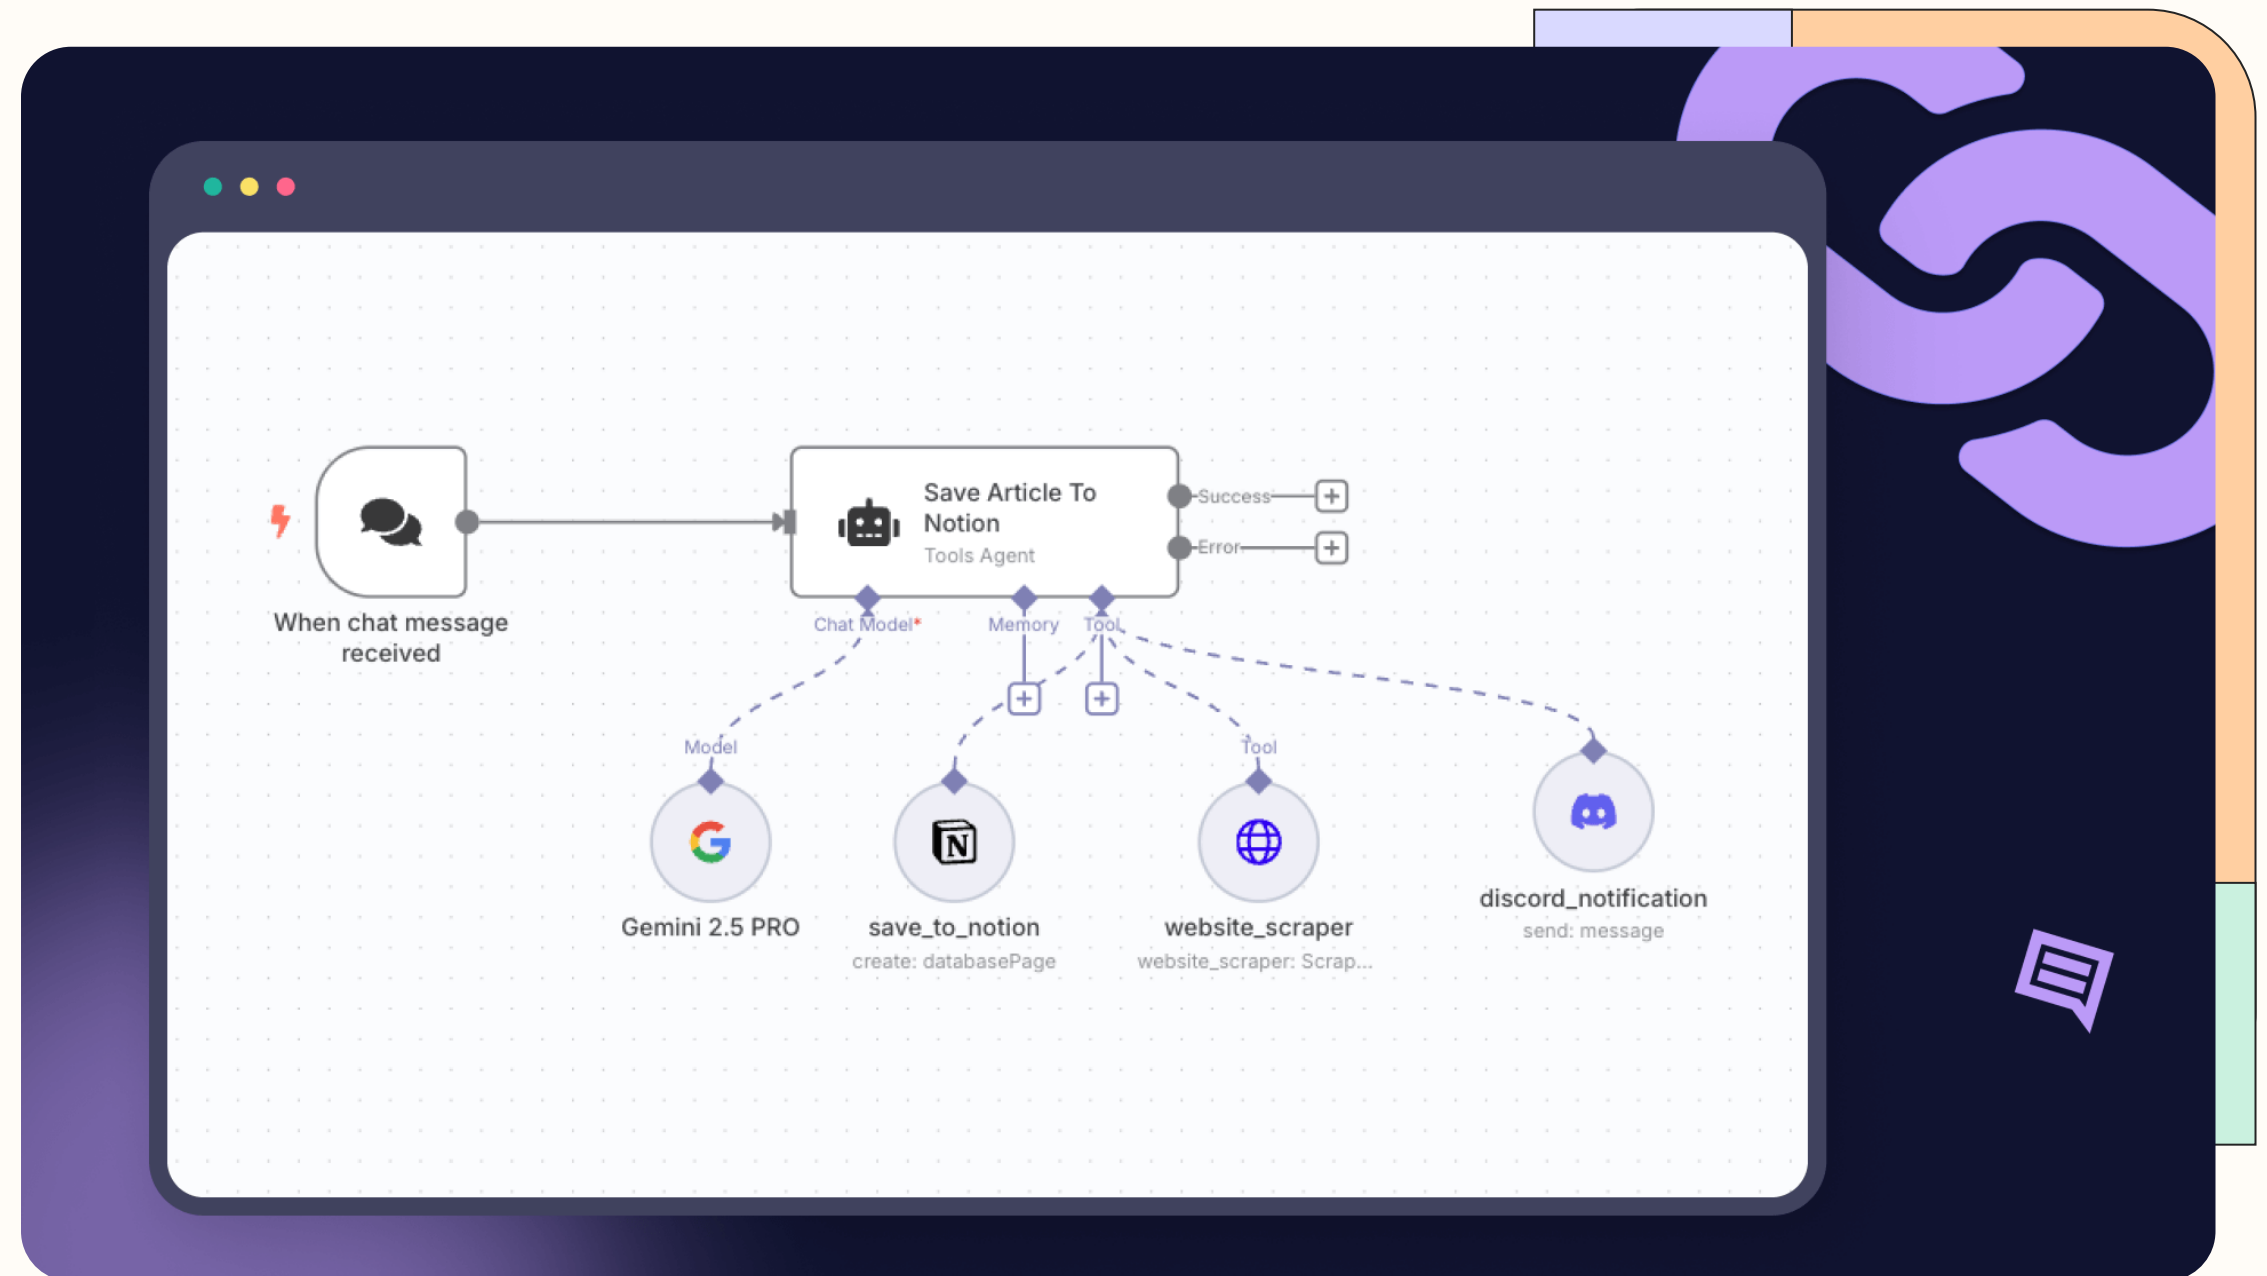 Save Article To
Notion
Tools Agent
Success
Error
When chat message
received
Chat Model*
Memory
Tool
Model
Tool
N
Gemini 2.5 PRO
save_to_notion
create: databasePage
website_scraper
website_scraper: Scrap...
discord_notification
send: message